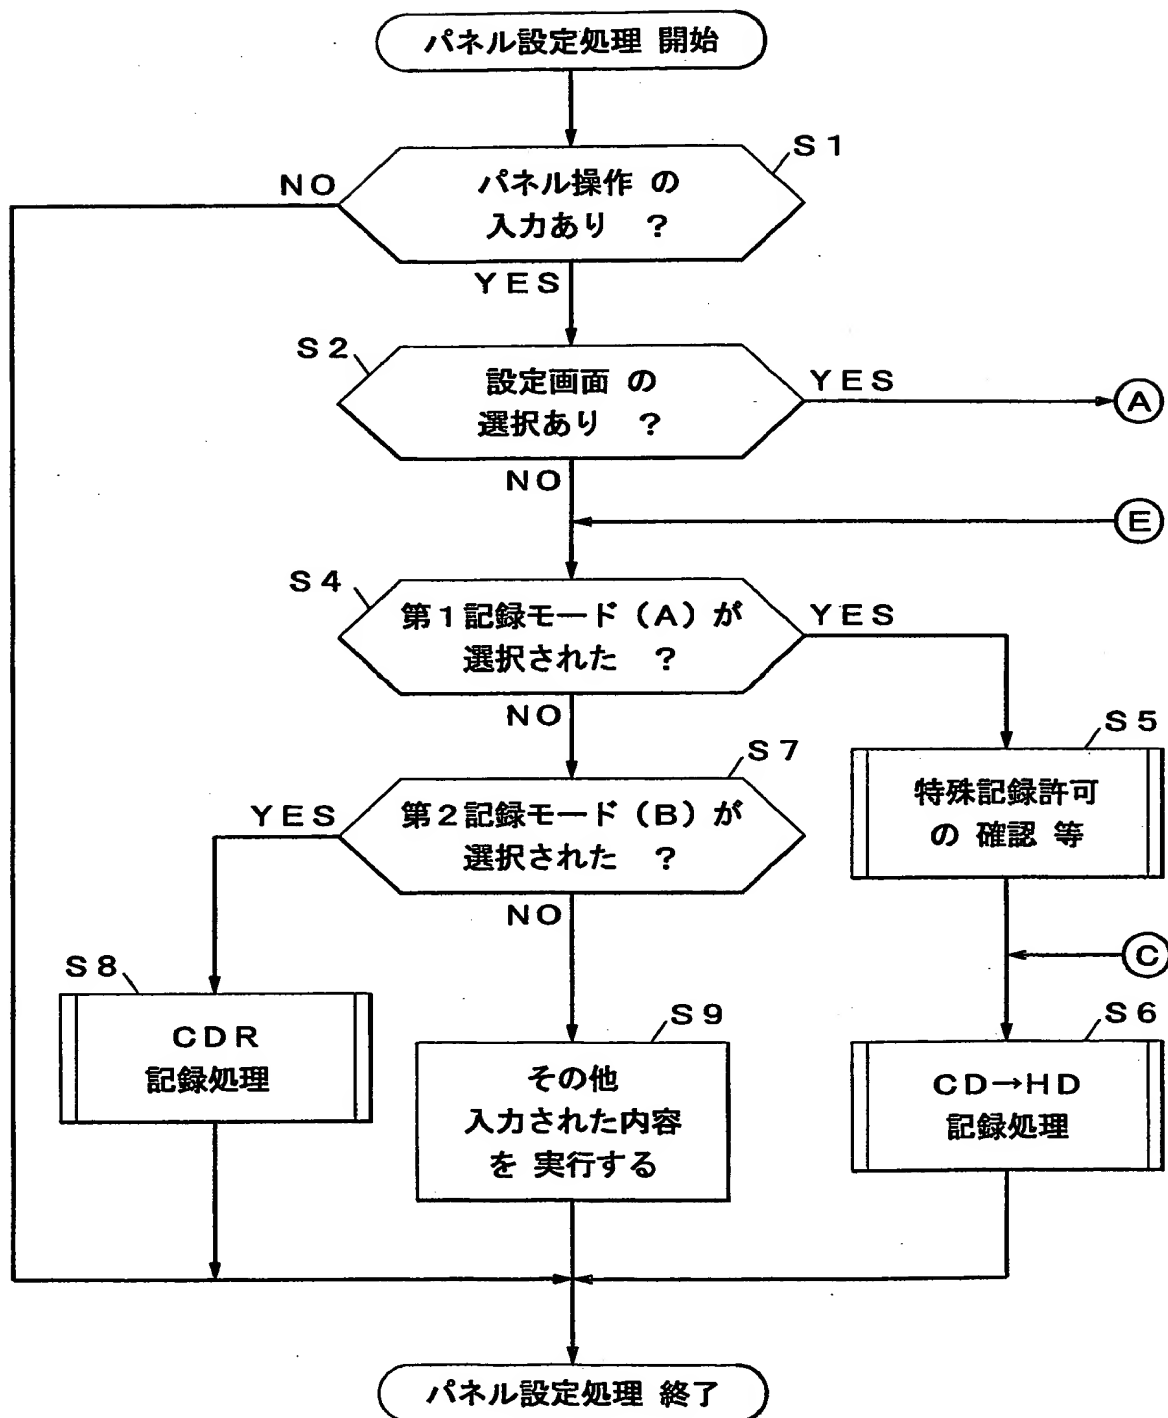 パネル設定処理 開始
S1
パネル操作 の
入力あり ?
NO
YES
S2
設定画面 の
選択あり ?
YES
A
NO
E
S4
第1記録モード(A)が
選択された ?
YES
NO
S5
特殊記録許可
の 確認 等
S7
第2記録モード(B)が
選択された ?
YES
NO
C
S8
CDR
記録処理
S9
その他
入力された内容
を 実行する
S6
CD→HD
記録処理
パネル設定処理 終了